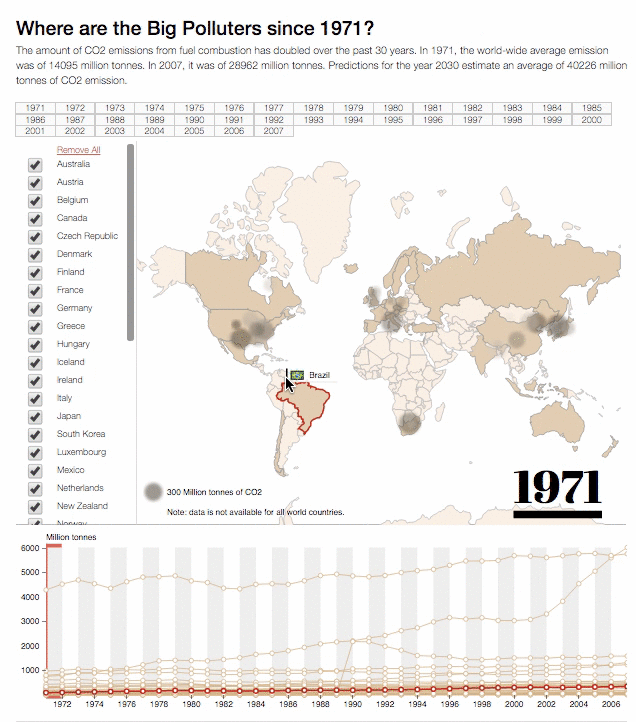 Where are the Big Polluters since 1971?
The amount of CO2 emissions from fuel combustion has doubled over the past 30 years. In 1971, the world-wide average emission
was of 14095 million tonnes. In 2007, it was of 28962 million tonnes. Predictions for the year 2030 estimate an average of 40226 million
tonnes of CO2 emission.
1971 1972 1973 1974 1975 1976 1977 1978 1979 1980 1981 1982 1983 1984 1985
1986 1987 1988 1989 1990 1991 1992 1993 1994 1995 1996 1997 1998 1999 2000
2001 2002 2003 2004 2005 2006 2007
Remove All
Australia
Austria
Belgium
Canada
Czech Republic
Denmark
Finland
France
Germany
Greece
Hungary
Iceland
Ireland
Italy
Japan
South Korea
Luxembourg
Mexico
Netherlands
New Zealand
Norway
Brazil
300 Million tonnes of CO2
Note: data is not available for all world countries.
1971
Million tonnes
6000
5000
4000
3000
2000
1000
1972 1974 1976 1978 1980 1982 1984 1986 1988 1990 1992 1994 1996 1998 2000 2002 2004 2006